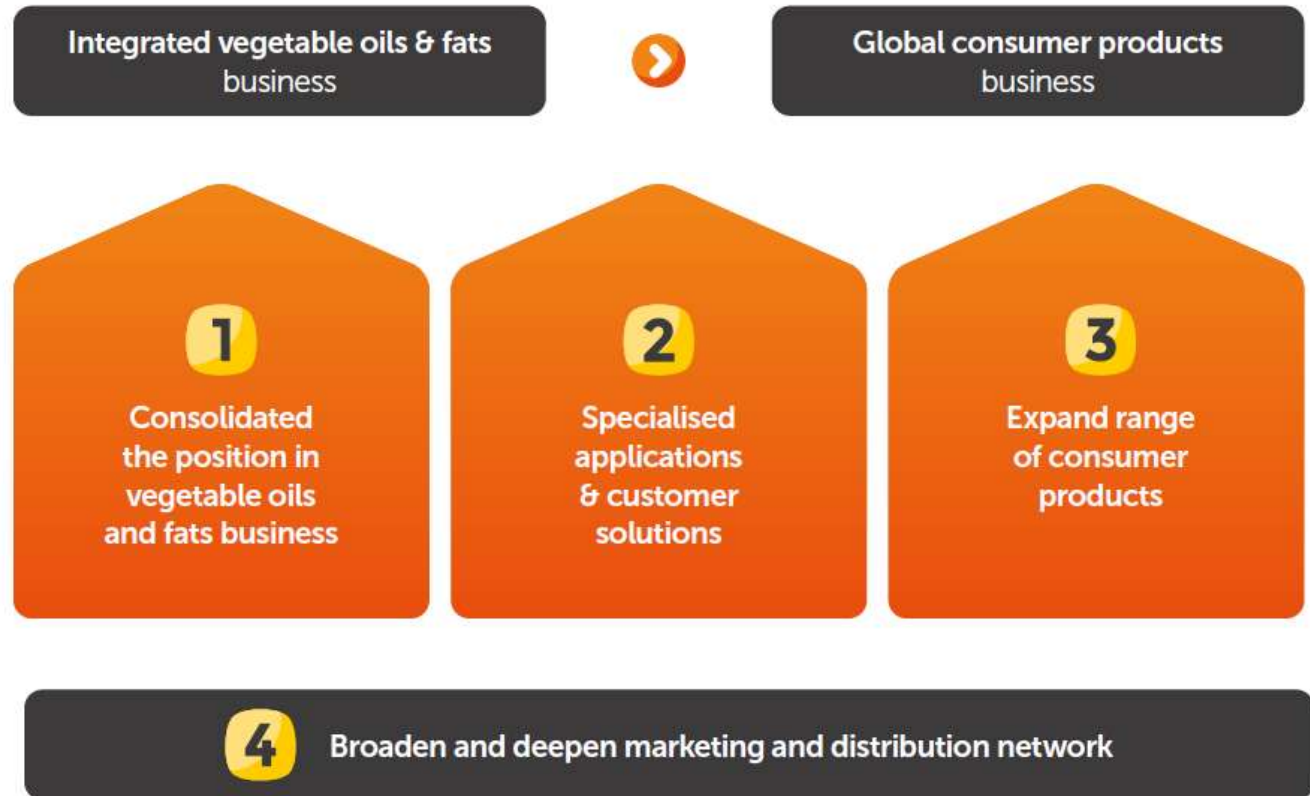 Integrated vegetable oils & fats
business
Global consumer products
business
1
Consolidated
the position in
vegetable oils
and fats business
2
Specialised
applications
& customer
solutions
3
Expand range
of consumer
products
4 Broaden and deepen marketing and distribution network